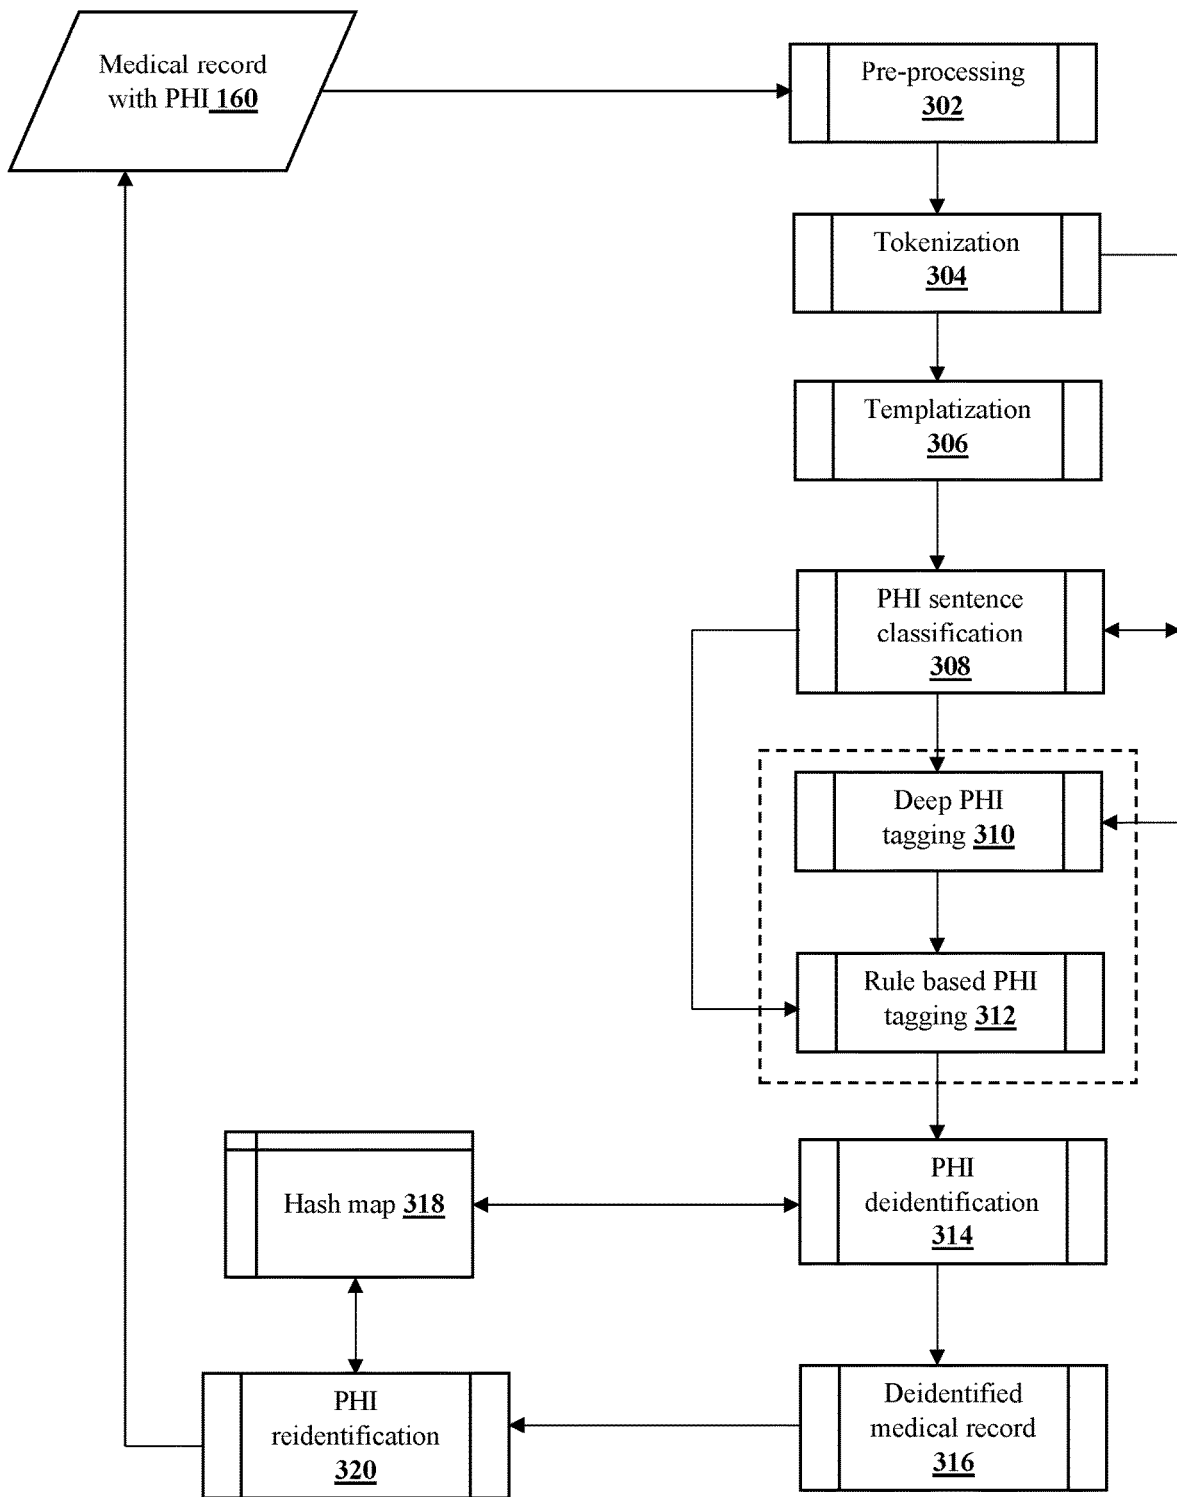 Medical record
with PHI 160
Pre-processing
302
Tokenization
304
Templatization
306
PHI sentence
classification
308
Deep PHI
tagging 310
Rule based PHI
tagging 312
PHI
deidentification
314
Hash map 318
Deidentified
medical record
316
PHI
reidentification
320